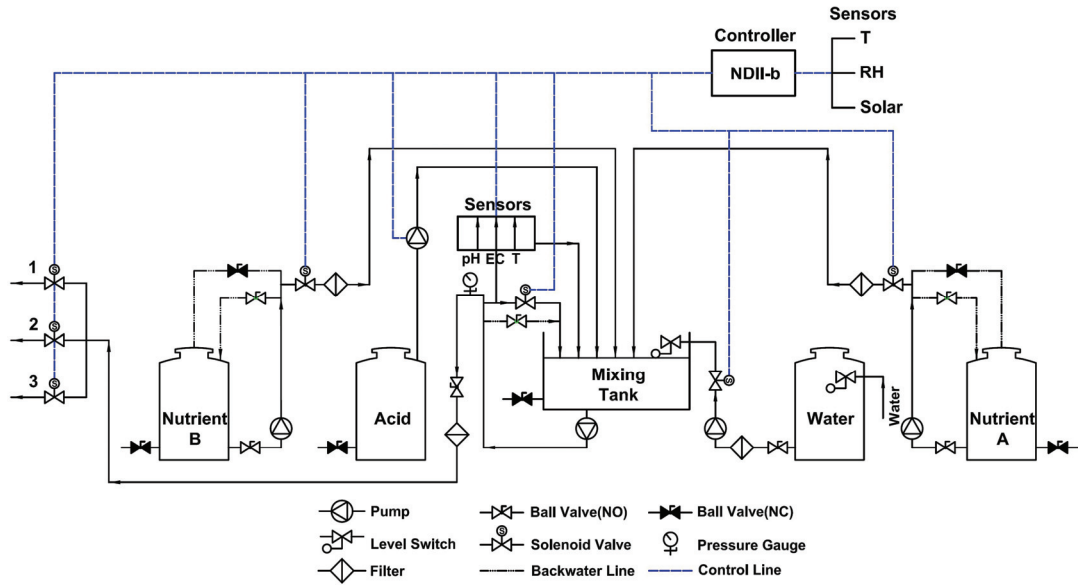 Sensors
T
Controller
NDII-b
RH
Solar
Sensors
pH EC T
1
2
3
S
S
S
S
S
S
S
Nutrient
B
Acid
Mixing
Tank
Water
Water
Nutrient
A
Pump
Ball Valve(NO)
Ball Valve(NC)
Level Switch
S
Solenoid Valve
Pressure Gauge
Filter
Backwater Line
Control Line